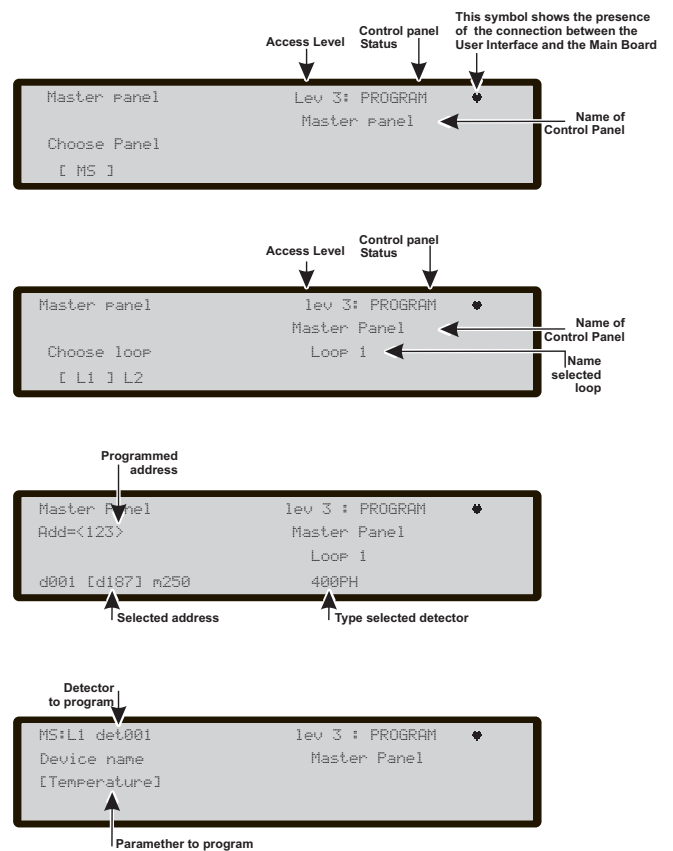 This symbol shows the presence
of the connection between the
User Interface and the Main Board
Control panel
Status
Access Level
Master panel Lev 3: PROGRAM ♥
Master panel
Name of
Control Panel
Choose Panel
[ MS ]
Control panel
Status
Access Level
Master panel lev 3: PROGRAM ♥
Master Panel
Name of
Control Panel
Choose loop Loop 1
Name
selected
loop
[ L1 ] L2
Programmed
address
Master Panel lev 3 : PROGRAM ♥
Add=<123> Master Panel
Loop 1
d001 [d187] m250 400PH
Selected address Type selected detector
Detector
to program
MS:L1 det001 lev 3 : PROGRAM ♥
Device name Master Panel
[Temperature]
Paramether to program